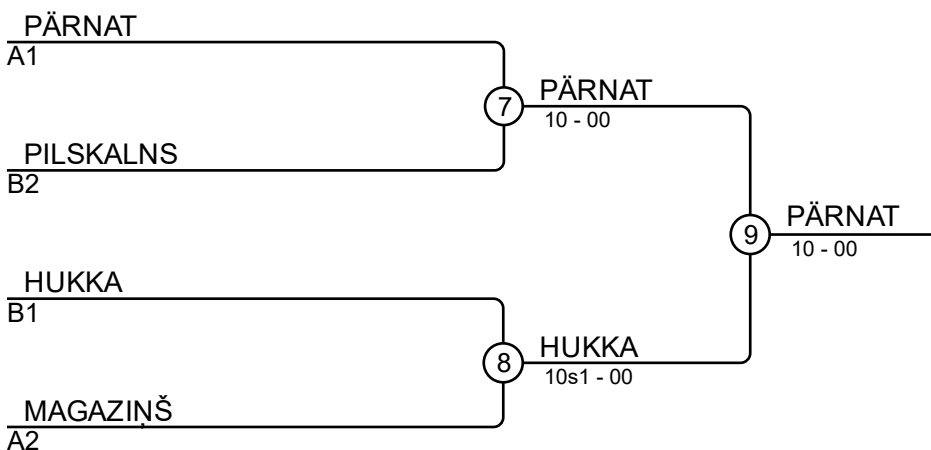 PÄRNAT
A1
7
PÄRNAT
10 - 00
PILSKALNS
B2
9
PÄRNAT
10 - 00
HUKKA
B1
8
HUKKA
10s1 - 00
MAGAZIŅŠ
A2